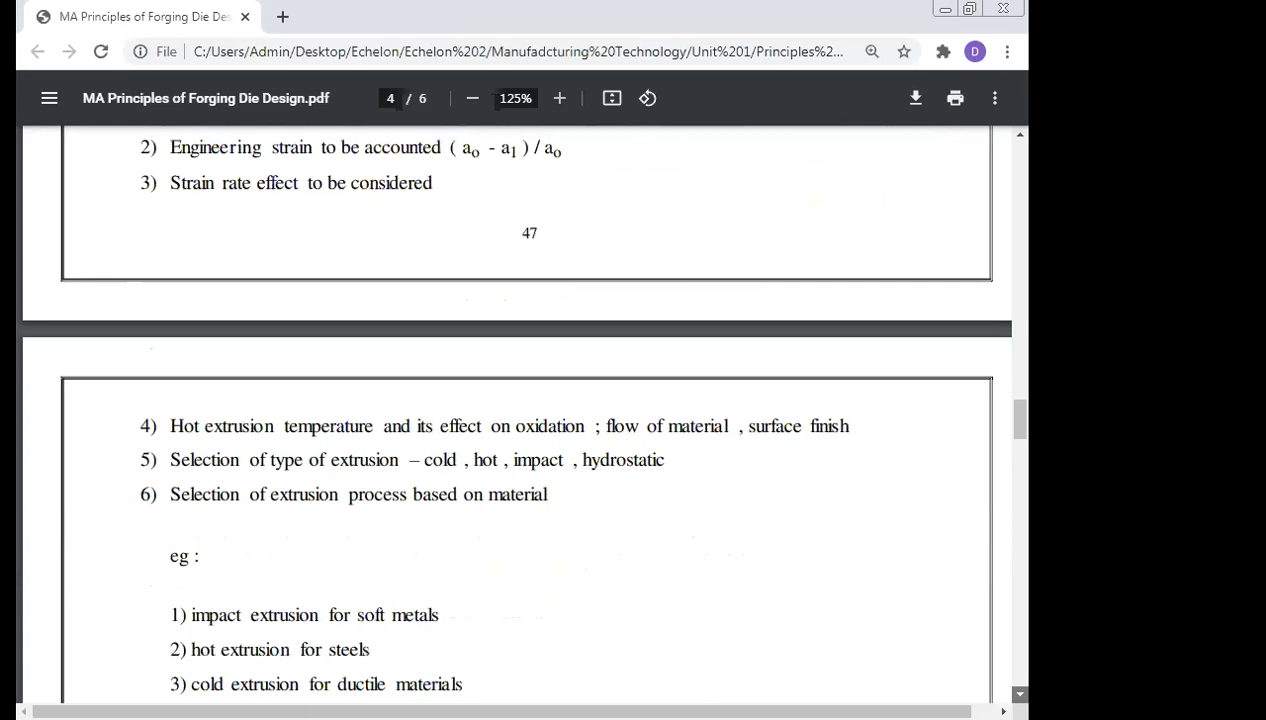 MA Principles of Forging Die Des
File C:/Users/Admin/Desktop/Echelon/Echelon%202/Manufadcturing%20Technology/Unit%201/Principles%2... D
MA Principles of Forging Die Design.pdf 4 / 6 125%
2) Engineering strain to be accounted ( a₀ - a₁ ) / a₀
3) Strain rate effect to be considered
47
4) Hot extrusion temperature and its effect on oxidation ; flow of material , surface finish
5) Selection of type of extrusion – cold , hot , impact , hydrostatic
6) Selection of extrusion process based on material
eg :
1) impact extrusion for soft metals
2) hot extrusion for steels
3) cold extrusion for ductile materials